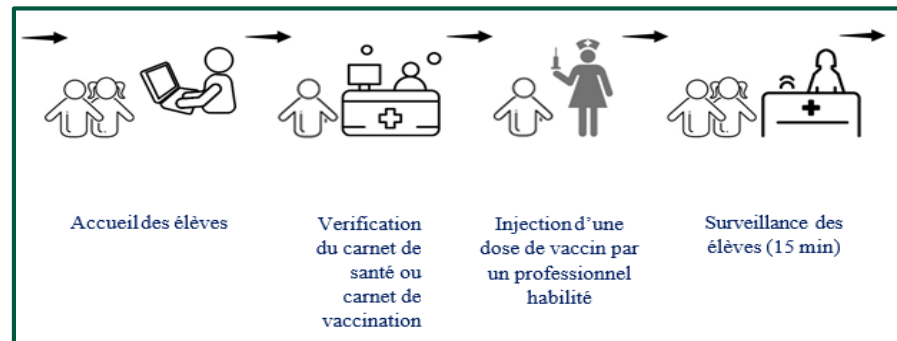 Accueil des élèves
Verification
du carnet de
santé ou
carnet de
vaccination
Injection d'une
dose de vaccin par
un professionnel
habilité
Surveillance des
élèves (15 min)